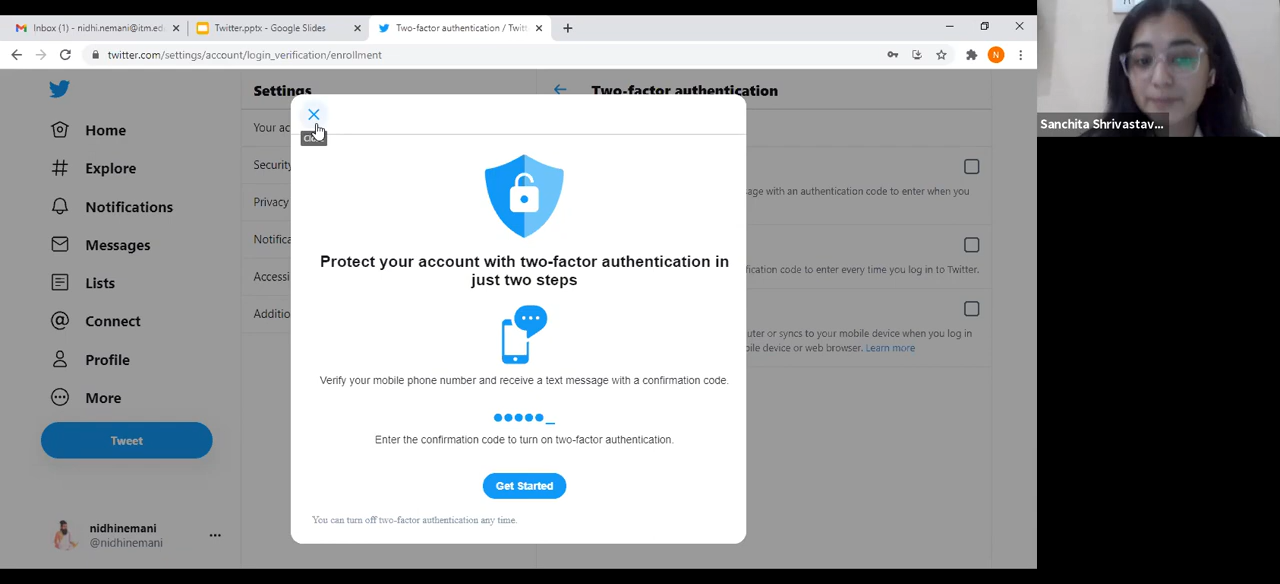 Inbox (1) - nidhi.nemani@itm.ed
Twitter.pptx - Google Slides
Two-factor authentication / Twitt
twitter.com/settings/account/login_verification/enrollment
N
Settings
Two-factor authentication
Home
Explore
Notifications
Messages
Lists
Connect
Profile
More
Tweet
nidhinemani
@nidhinemani
Your ac
Security
Privacy
Notifica
Accessi
Additio
Protect your account with two-factor authentication in
just two steps
Verify your mobile phone number and receive a text message with a confirmation code.
Enter the confirmation code to turn on two-factor authentication.
Get Started
You can turn off two-factor authentication any time.
age with an authentication code to enter when you
ication code to enter every time you log in to Twitter.
uter or syncs to your mobile device when you log in
ile device or web browser. Learn more
Sanchita Shrivastav...